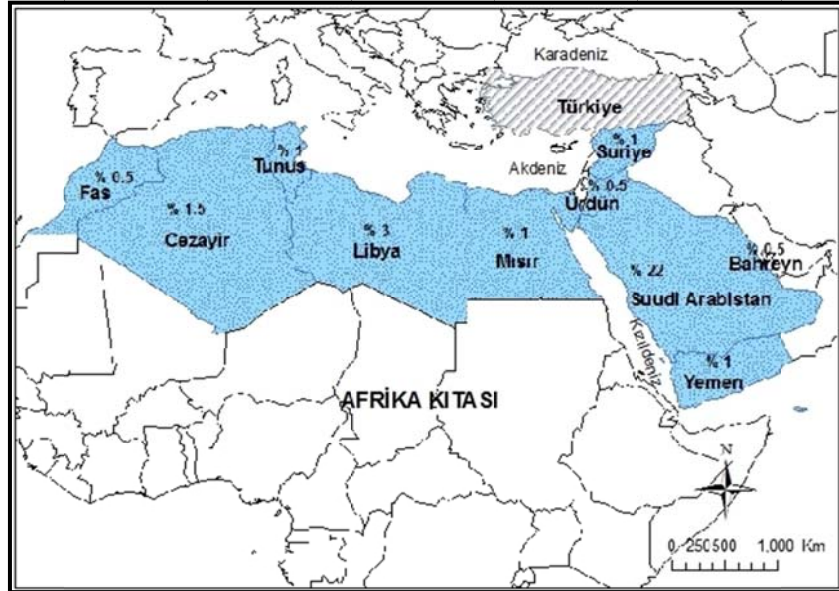 Karadeniz
Türkiye
% 1
Suriye
% 1
Tunus
Akdeniz
% 0.5
Fas
% 0.5
Ürdün
% 1.5
Cezayir
% 3
Libya
% 1
Mısır
% 0.5
Bahreyn
% 22
Suudi Arabistan
Kızıldeniz
% 1
Yemen
AFRİKA KITASI
N
0 250 500 1.000 Km